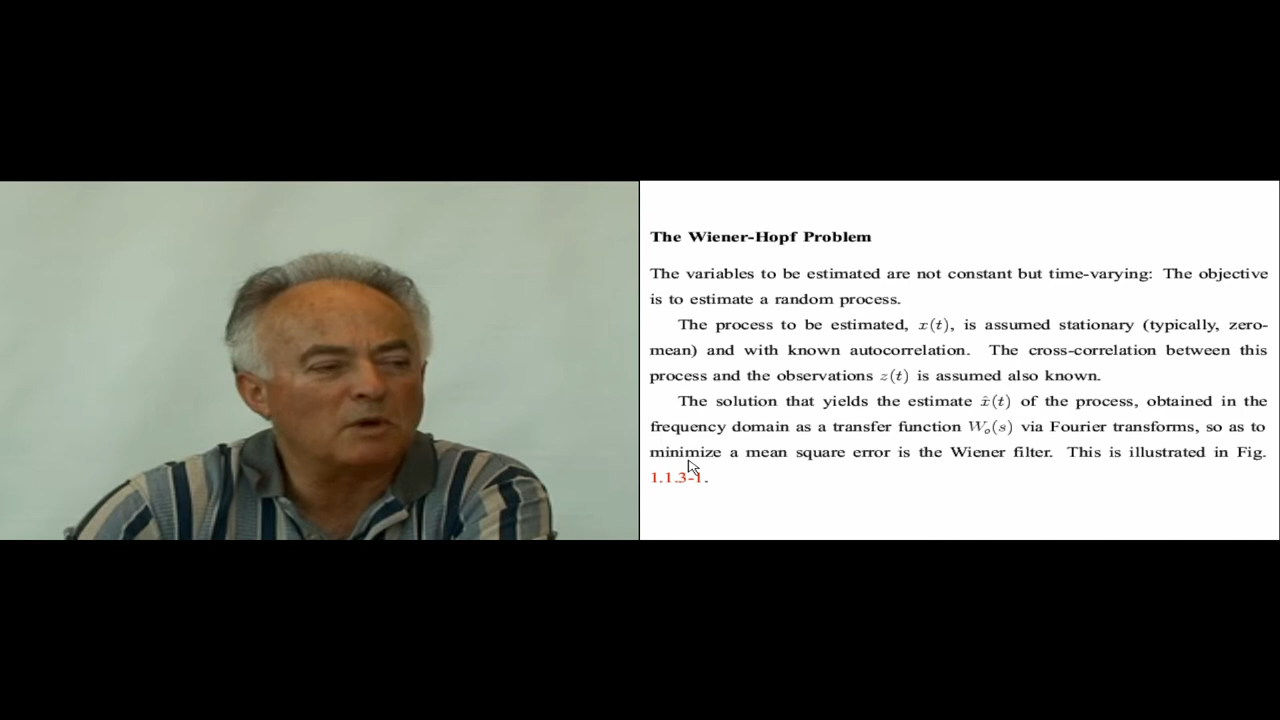 The Wiener-Hopf Problem
The variables to be estimated are not constant but time-varying: The objective
is to estimate a random process.
The process to be estimated, x(t), is assumed stationary (typically, zero-
mean) and with known autocorrelation. The cross-correlation between this
process and the observations z(t) is assumed also known.
The solution that yields the estimate x̂(t) of the process, obtained in the
frequency domain as a transfer function Wₒ(s) via Fourier transforms, so as to
minimize a mean square error is the Wiener filter. This is illustrated in Fig.
1.1.3-1.